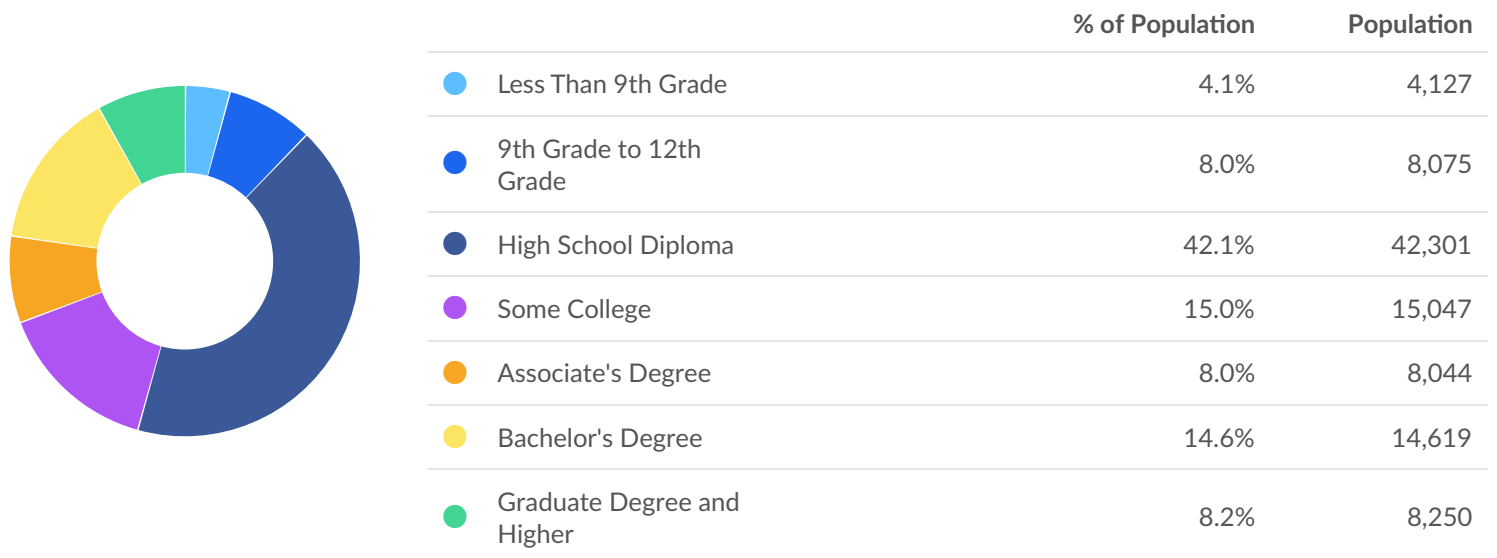 % of Population Population
Less Than 9th Grade 4.1% 4,127
9th Grade to 12th
Grade 8.0% 8,075
High School Diploma 42.1% 42,301
Some College 15.0% 15,047
Associate's Degree 8.0% 8,044
Bachelor's Degree 14.6% 14,619
Graduate Degree and
Higher 8.2% 8,250